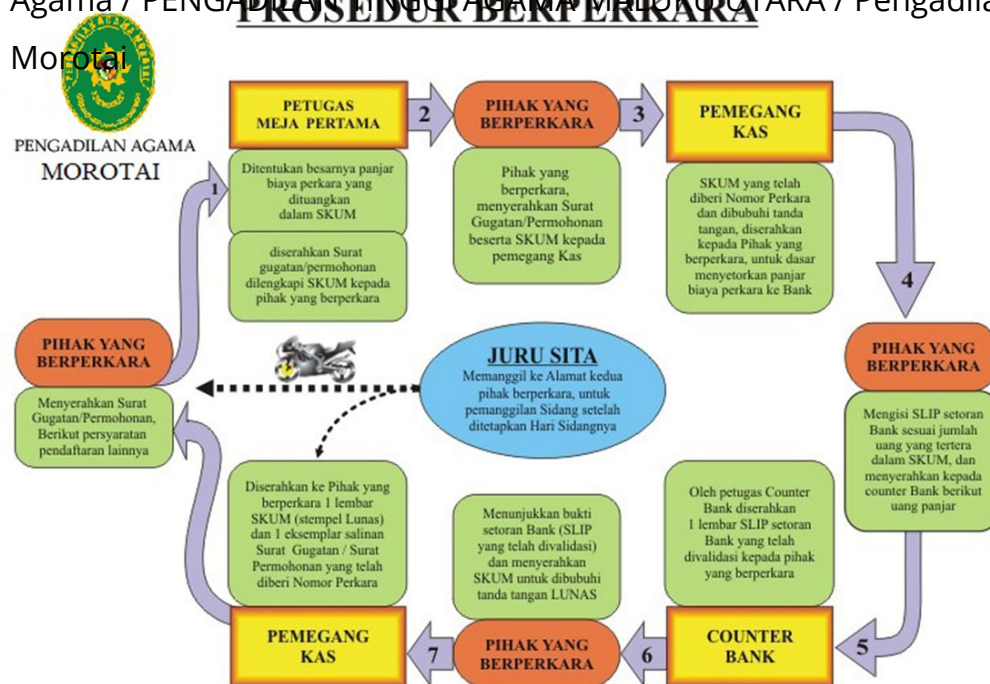 Agama / PENGADILAN TINGGI AGAMA MALUKU UTARA /
PROSEDUR BERPERKARA
Morotai
PENGADILAN AGAMA
MOROTAI
1
PETUGAS
MEJA PERTAMA
Ditentukan besarnya panjar
biaya perkara yang
dituangkan
dalam SKUM
diserahkan Surat
gugatan/permohonan
dilengkapi SKUM kepada
pihak yang berperkara
2
PIHAK YANG
BERPERKARA
Pihak yang
berperkara,
menyerahkan Surat
Gugatan/Permohonan
beserta SKUM kepada
pemegang Kas
3
PEMEGANG
KAS
SKUM yang telah
diberi Nomor Perkara
dan dibubuhi tanda
tangan, diserahkan
kepada Pihak yang
berperkara, untuk dasar
menyetorkan panjar
biaya perkara ke Bank
4
PIHAK YANG
BERPERKARA
Menyerahkan Surat
Gugatan/Permohonan,
Berikut persyaratan
pendaftaran lainnya
JURU SITA
Memanggil ke Alamat kedua
pihak berperkara, untuk
pemanggilan Sidang setelah
ditetapkan Hari Sidangnya
PIHAK YANG
BERPERKARA
Mengisi SLIP setoran
Bank sesuai jumlah
uang yang tertera
dalam SKUM, dan
menyerahkan kepada
counter Bank berikut
uang panjar
5
Oleh petugas Counter
Bank diserahkan
1 lembar SLIP setoran
Bank yang telah
divalidasi kepada pihak
yang berperkara
COUNTER
BANK
6
Menunjukkan bukti
setoran Bank (SLIP
yang telah divalidasi)
dan menyerahkan
SKUM untuk dibubuhi
tanda tangan LUNAS
PIHAK YANG
BERPERKARA
7
Diserahkan ke Pihak yang
berperkara 1 lembar
SKUM (stempel Lunas)
dan 1 eksemplar salinan
Surat Gugatan / Surat
Permohonan yang telah
diberi Nomor Perkara
PEMEGANG
KAS